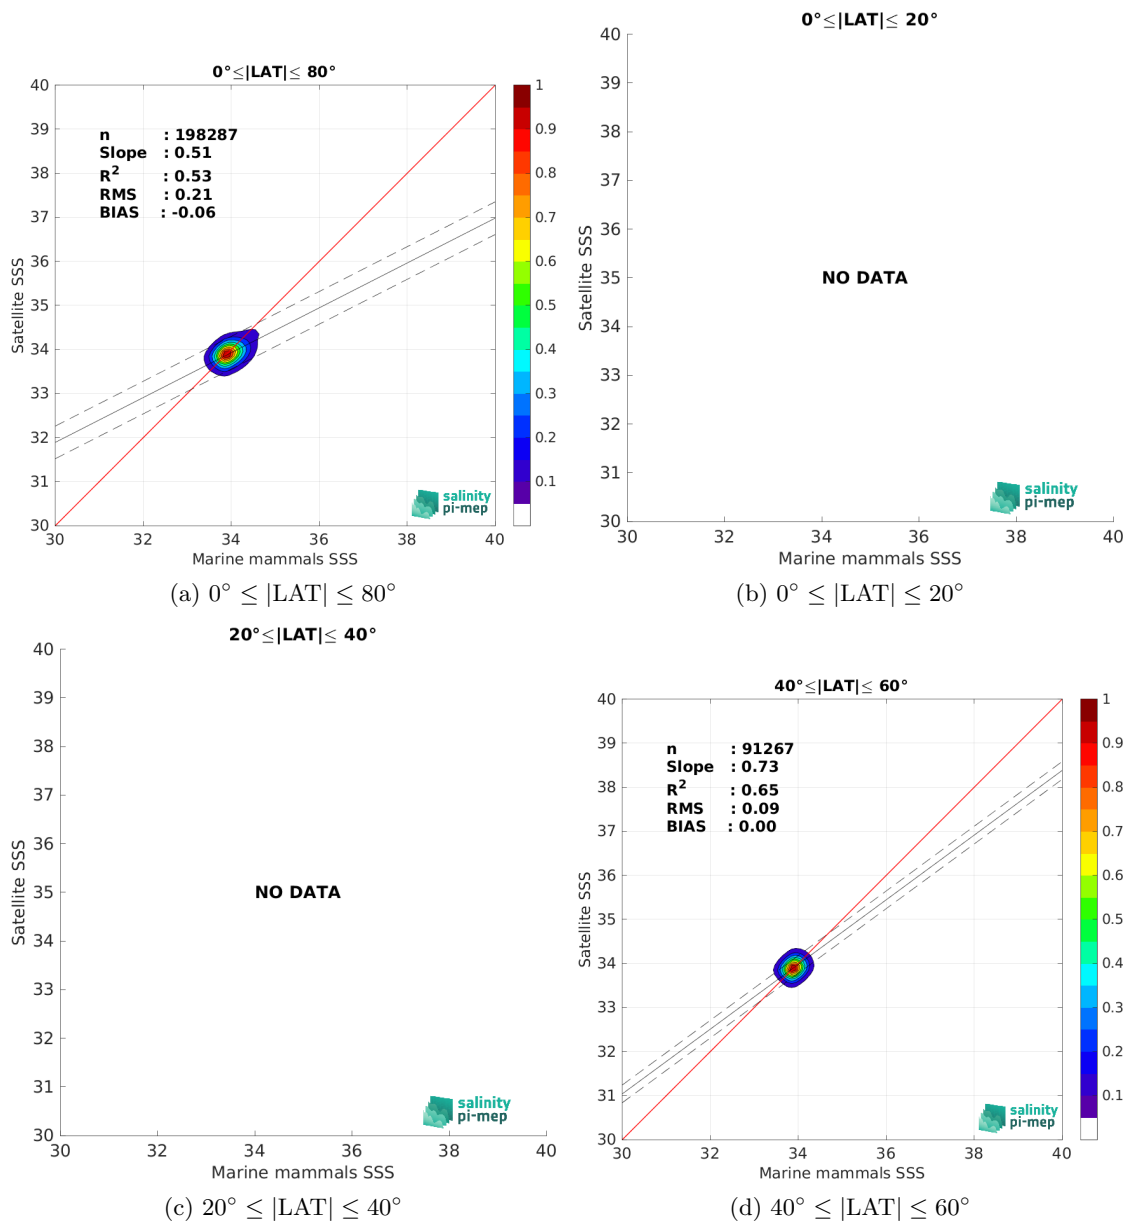 0°≤|LAT|≤ 80°
40
39
38
37
36
35
34
33
32
31
30
Satellite SSS
n : 198287
Slope : 0.51
R² : 0.53
RMS : 0.21
BIAS : -0.06
salinity
pi-mep
30 32 34 36 38 40
Marine mammals SSS
1
0.9
0.8
0.7
0.6
0.5
0.4
0.3
0.2
0.1
(a) 0° ≤ |LAT| ≤ 80°
0°≤|LAT|≤ 20°
40
39
38
37
36
35
34
33
32
31
30
Satellite SSS
NO DATA
salinity
pi-mep
30 32 34 36 38 40
Marine mammals SSS
(b) 0° ≤ |LAT| ≤ 20°
20°≤|LAT|≤ 40°
40
39
38
37
36
35
34
33
32
31
30
Satellite SSS
NO DATA
salinity
pi-mep
30 32 34 36 38 40
Marine mammals SSS
(c) 20° ≤ |LAT| ≤ 40°
40°≤|LAT|≤ 60°
40
39
38
37
36
35
34
33
32
31
30
Satellite SSS
n : 91267
Slope : 0.73
R² : 0.65
RMS : 0.09
BIAS : 0.00
salinity
pi-mep
30 32 34 36 38 40
Marine mammals SSS
1
0.9
0.8
0.7
0.6
0.5
0.4
0.3
0.2
0.1
(d) 40° ≤ |LAT| ≤ 60°